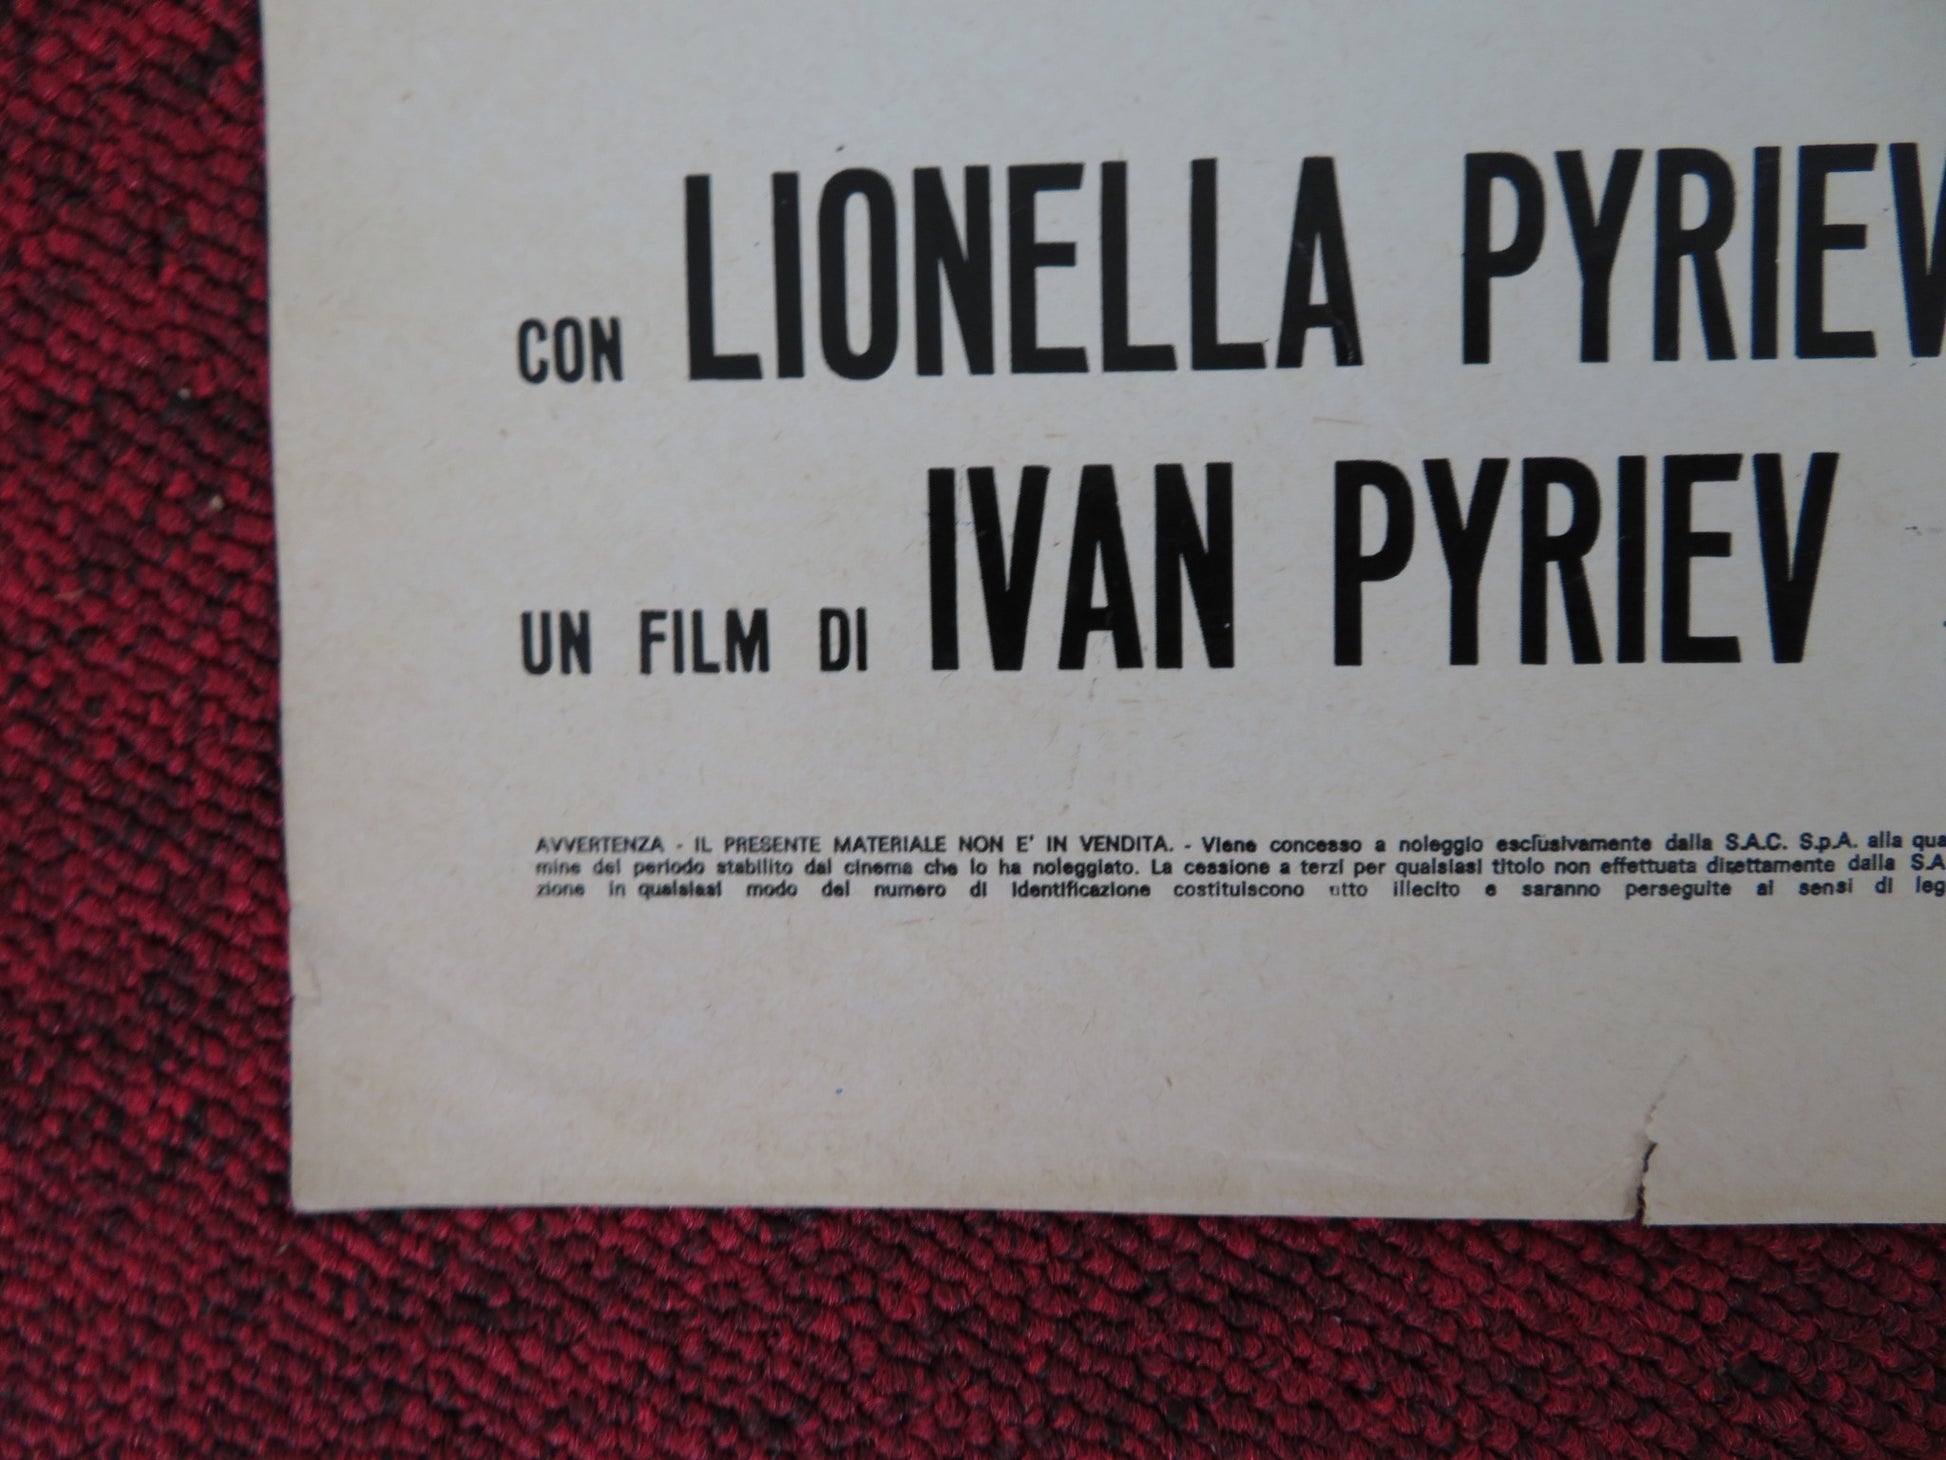 CON LIONELLA PYRIEV
UN FILM DI IVAN PYRIEV
AVVERTENZA - IL PRESENTE MATERIALE NON E' IN VENDITA. - Viene concesso a noleggio esclusivamente dalla S.A.C. S.p.A. alla qua
mine del periodo stabilito dal cinema che lo ha noleggiato. La cessione a terzi per qualsiasi titolo non effettuata direttamente dalla S.A
zione in qualsiasi modo del numero di identificazione costituiscono atto illecito e saranno perseguite ai sensi di leg